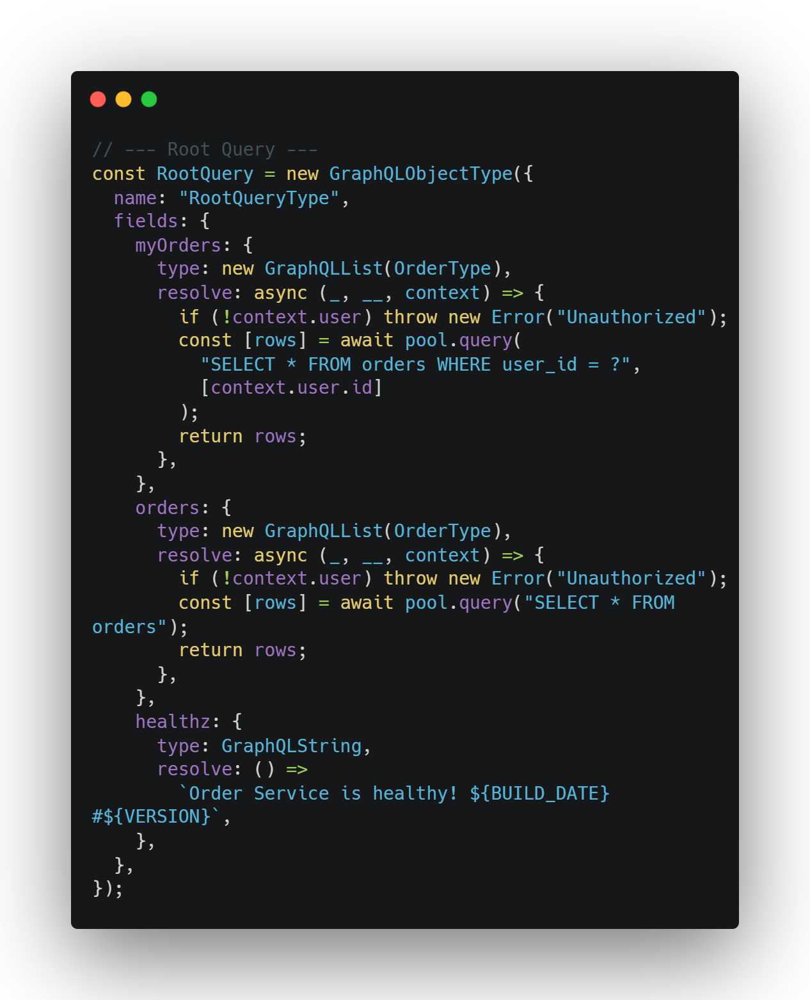 // --- Root Query ---
const RootQuery = new GraphQLObjectType({
  name: "RootQueryType",
  fields: {
    myOrders: {
      type: new GraphQLList(OrderType),
      resolve: async (_, __, context) => {
        if (!context.user) throw new Error("Unauthorized");
        const [rows] = await pool.query(
          "SELECT * FROM orders WHERE user_id = ?",
          [context.user.id]
        );
        return rows;
      },
    },
    orders: {
      type: new GraphQLList(OrderType),
      resolve: async (_, __, context) => {
        if (!context.user) throw new Error("Unauthorized");
        const [rows] = await pool.query("SELECT * FROM
orders");
        return rows;
      },
    },
    healthz: {
      type: GraphQLString,
      resolve: () =>
        `Order Service is healthy! ${BUILD_DATE}
#${VERSION}`,
    },
  },
});